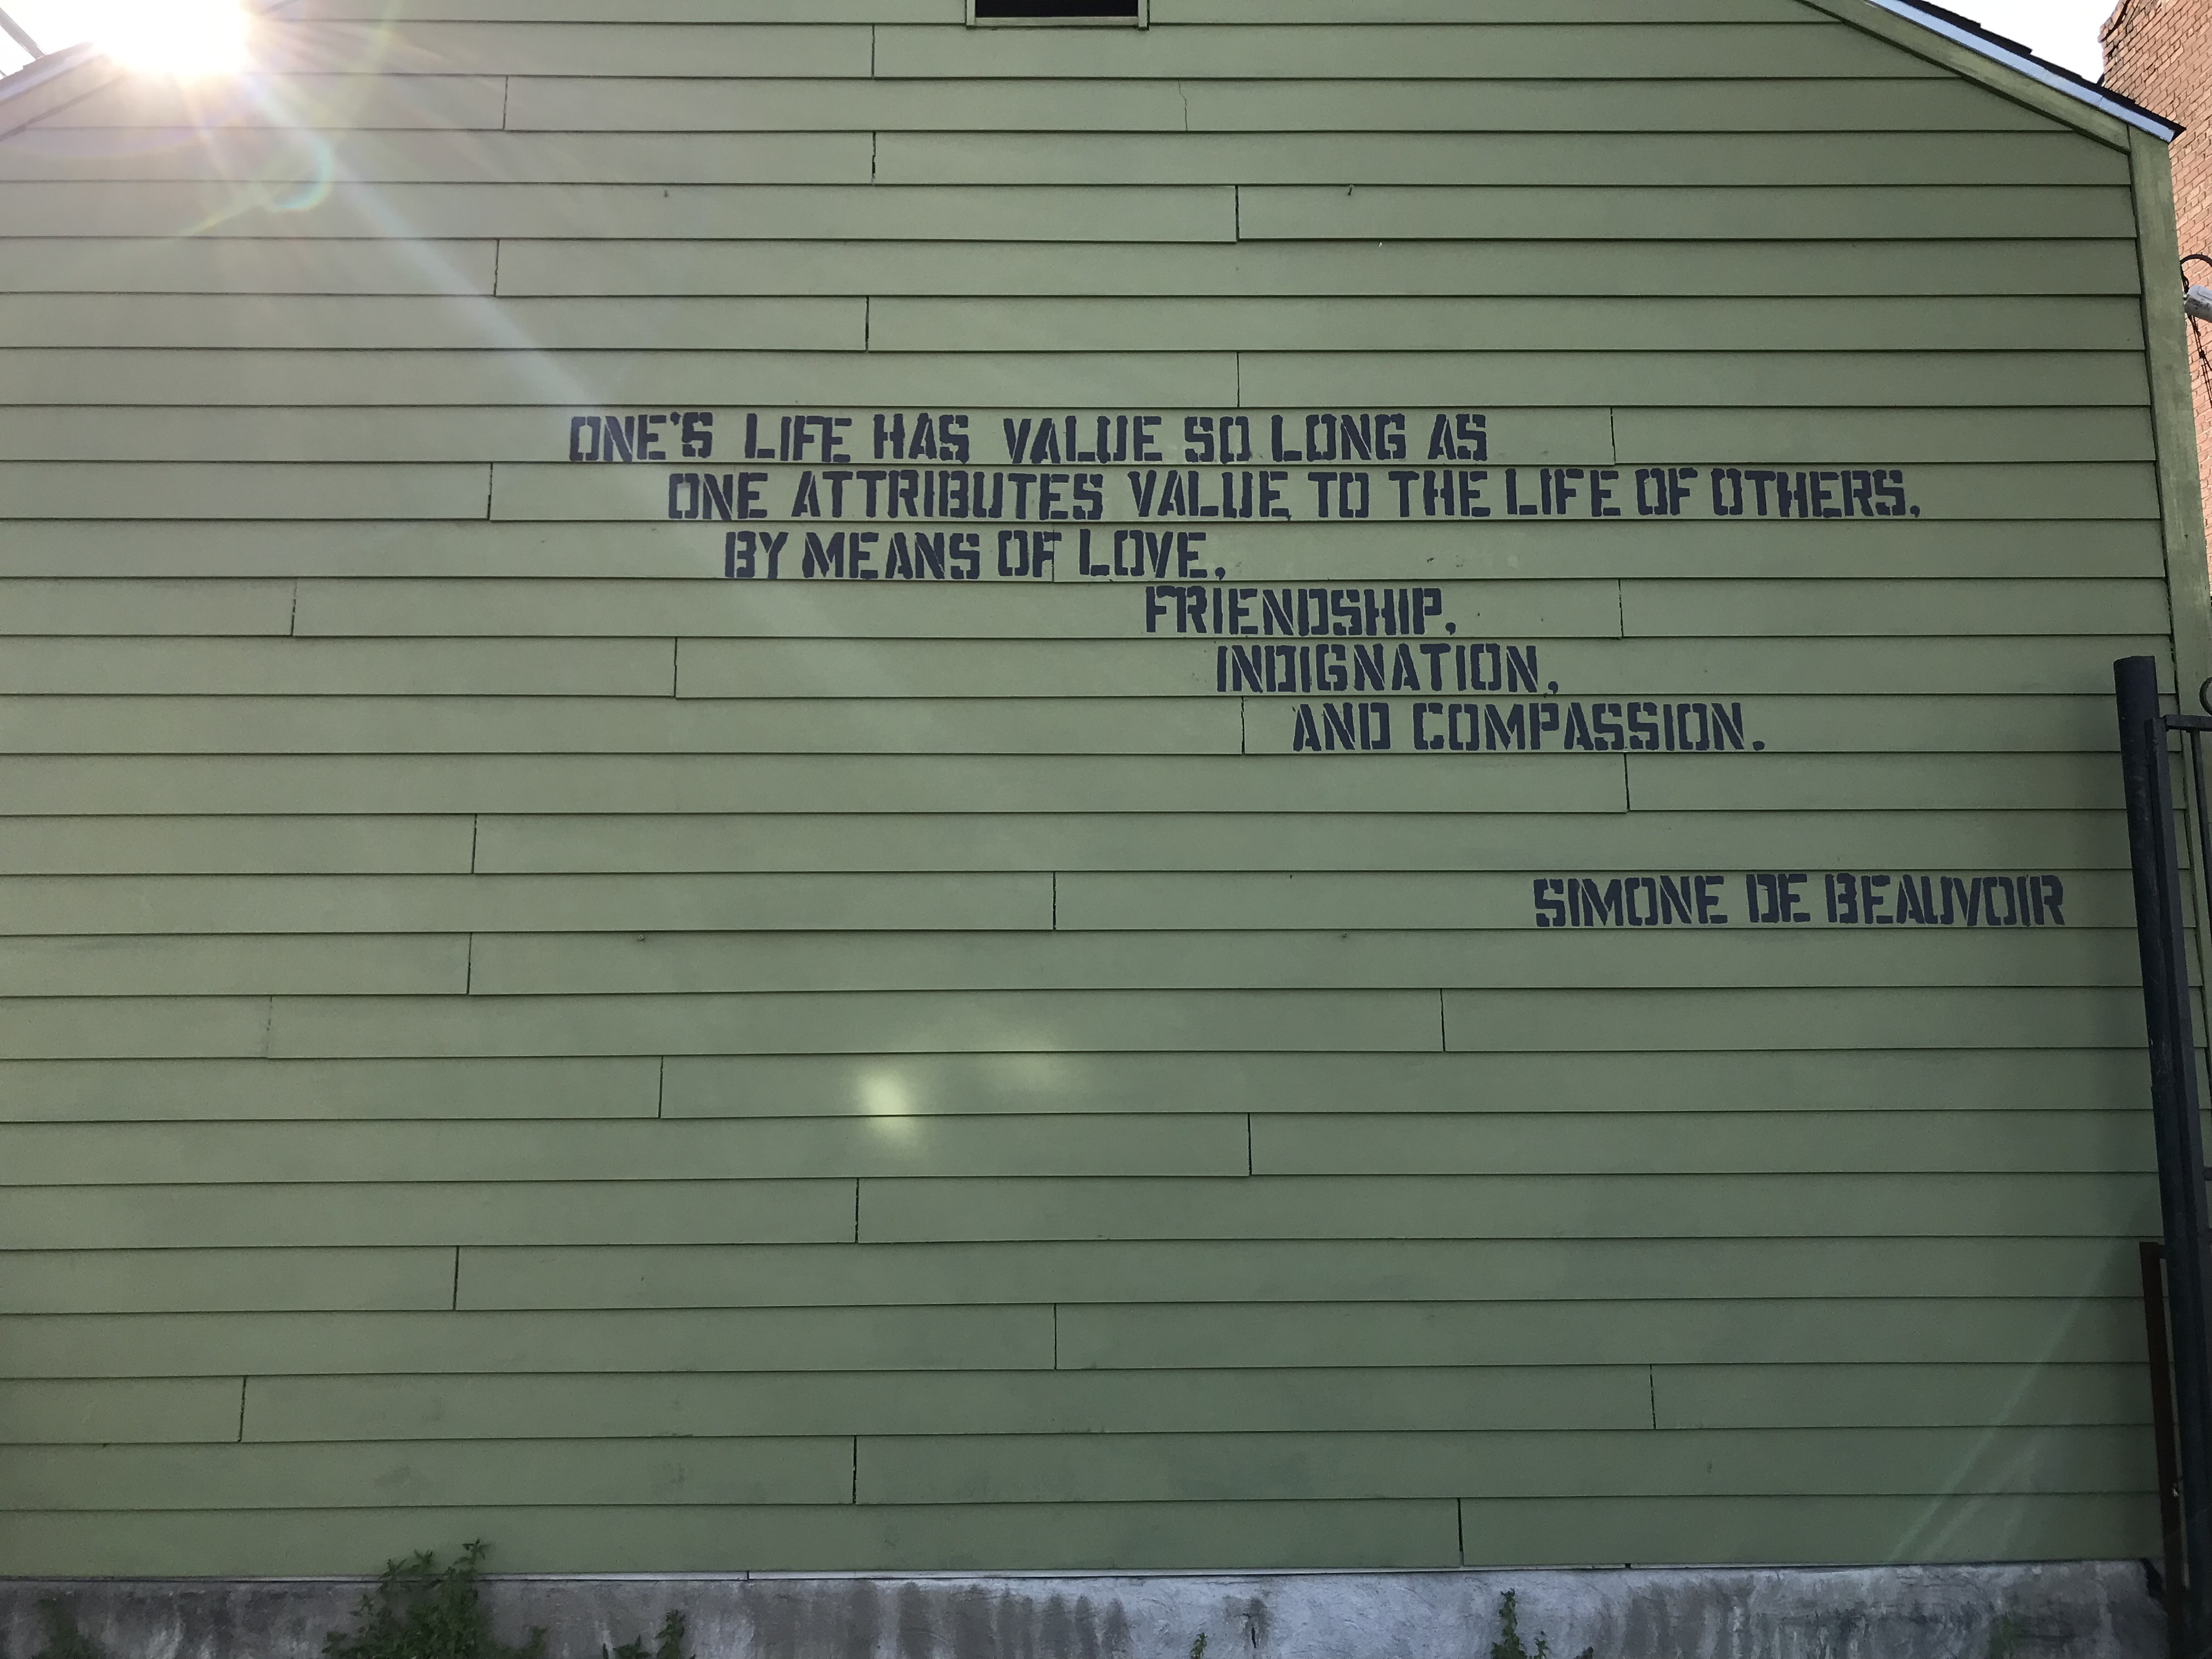 ONE'S LIFE HAS VALUE SO LONG AS
ONE ATTRIBUTES VALUE TO THE LIFE OF OTHERS,
BY MEANS OF LOVE,
FRIENDSHIP,
INDIGNATION,
AND COMPASSION.
SIMONE DE BEAUVOIR